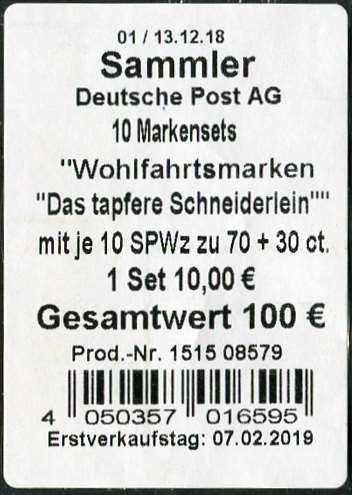 01 / 13.12.18
Sammler
Deutsche Post AG
10 Markensets
"Wohlfahrtsmarken
"Das tapfere Schneiderlein""
mit je 10 SPWz zu 70 + 30 ct.
1 Set 10,00 €
Gesamtwert 100 €
Prod.-Nr. 1515 08579
4 050357 016595
Erstverkaufstag: 07.02.2019